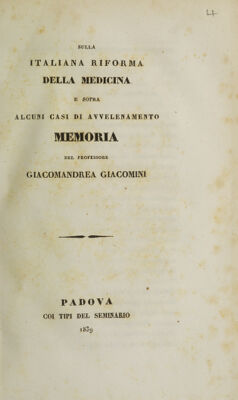 SULLA
ITALIANA RIFORMA
DELLA MEDICINA
E SOPRA
ALCUNI CASI DI AVVELENAMENTO
MEMORIA
DEL PROFESSORE
GIACOMANDREA GIACOMINI
PADOVA
COI TIPI DEL SEMINARIO
1839